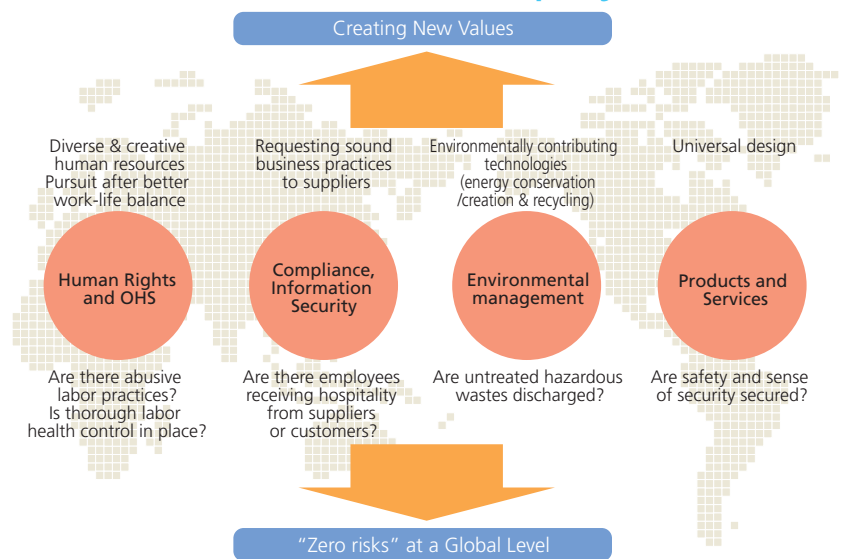 Creating New Values
Diverse & creative
human resources
Pursuit after better
work-life balance
Requesting sound
business practices
to suppliers
Environmentally contributing
technologies
(energy conservation
/creation & recycling)
Universal design
Human Rights
and OHS
Compliance,
Information
Security
Environmental
management
Products and
Services
Are there abusive
labor practices?
Is thorough labor
health control in place?
Are there employees
receiving hospitality
from suppliers
or customers?
Are untreated hazardous
wastes discharged?
Are safety and sense
of security secured?
“Zero risks” at a Global Level